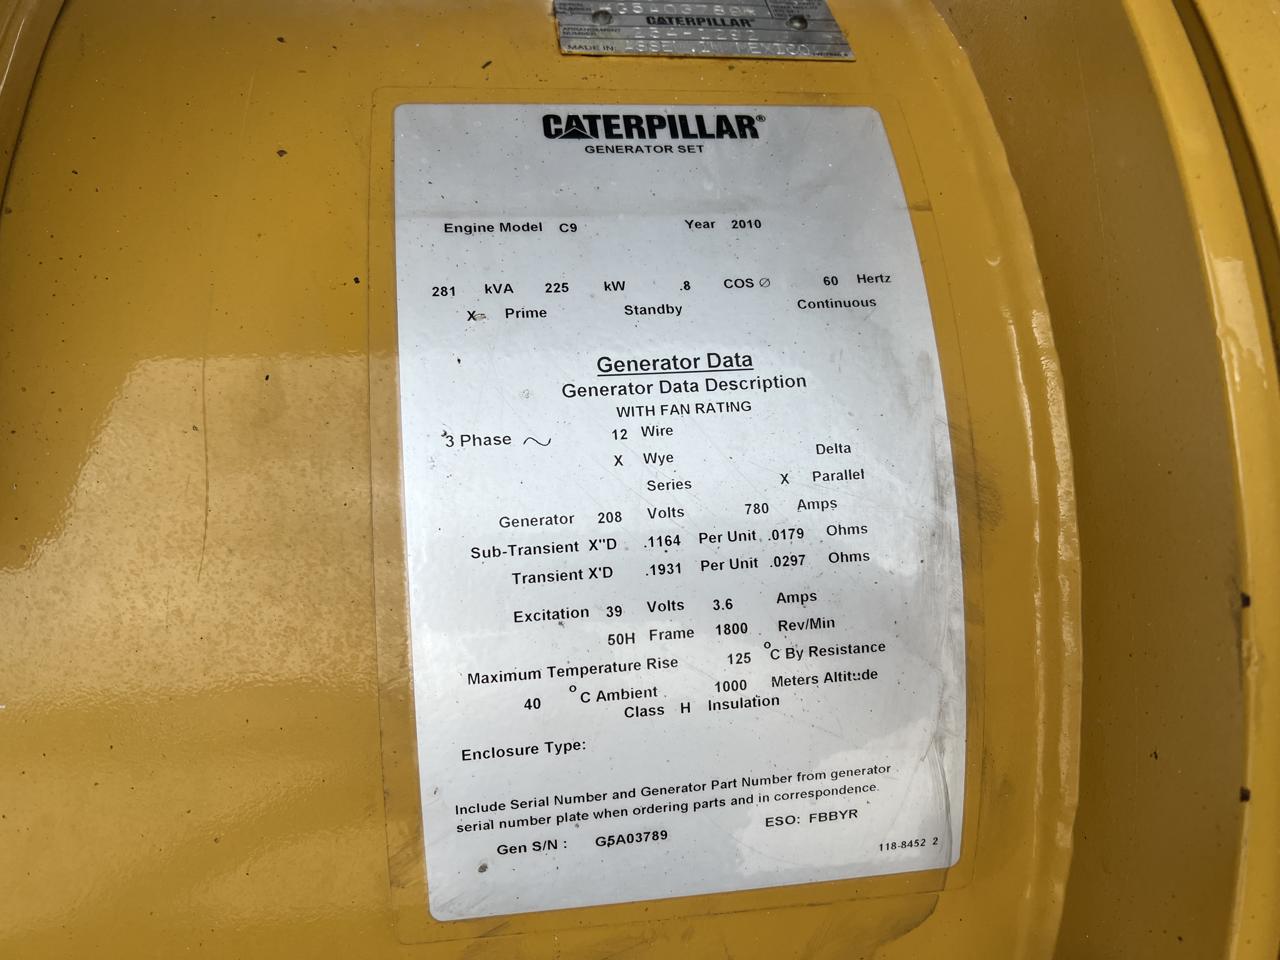 CATERPILLAR
MADE IN:
CATERPILLAR®
GENERATOR SET
Engine Model C9 Year 2010
281 kVA 225 kW .8 COS ∅ 60 Hertz
X Prime Standby Continuous
Generator Data
Generator Data Description
WITH FAN RATING
3 Phase ~ 12 Wire
X Wye Delta
Series X Parallel
Generator 208 Volts 780 Amps
Sub-Transient X"D .1164 Per Unit .0179 Ohms
Transient X'D .1931 Per Unit .0297 Ohms
Excitation 39 Volts 3.6 Amps
50H Frame 1800 Rev/Min
Maximum Temperature Rise 125 °C By Resistance
40 °C Ambient 1000 Meters Altitude
Class H Insulation
Enclosure Type:
Include Serial Number and Generator Part Number from generator
serial number plate when ordering parts and in correspondence.
Gen S/N : G5A03789 ESO: FBBYR
118-8452 2